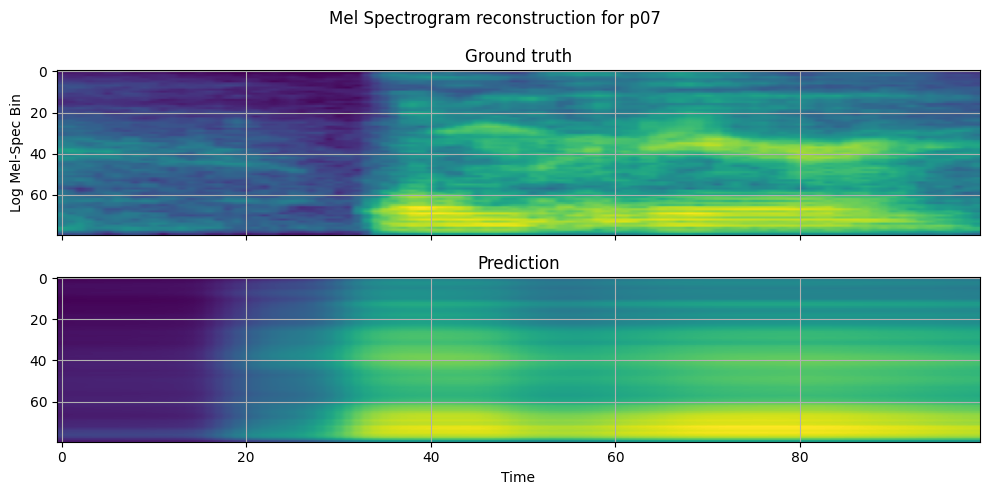 Mel Spectrogram reconstruction for p07
Ground truth
0
20
40
60
Log Mel-Spec Bin
Prediction
0
20
40
60
0 20 40 60 80
Time